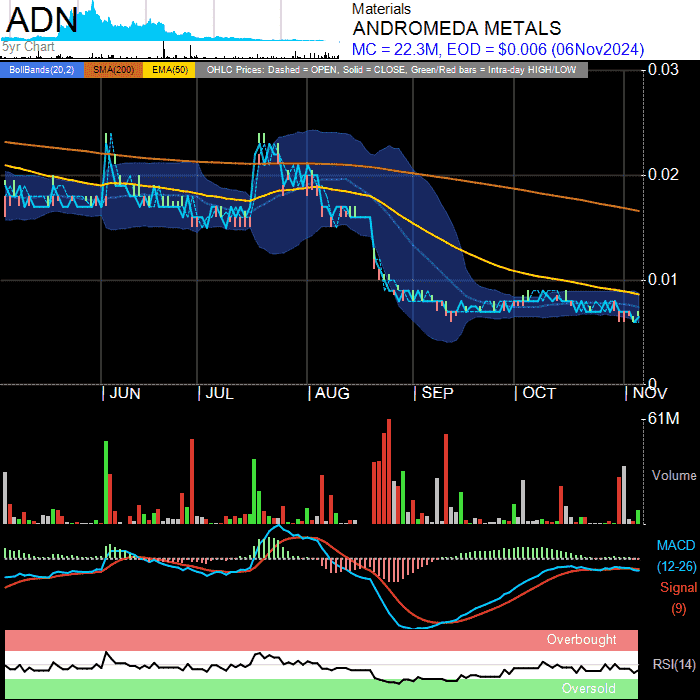 ADN
5yr Chart
Materials
ANDROMEDA METALS
MC = 22.3M, EOD = $0.006 (06Nov2024)
BollBands(20,2) SMA(200) EMA(50) OHLC Prices: Dashed = OPEN, Solid = CLOSE, Green/Red bars = Intra-day HIGH/LOW
0.03
0.02
0.01
0
JUN JUL AUG SEP OCT NOV
61M
Volume
MACD
(12-26)
Signal
(9)
Overbought
RSI(14)
Oversold